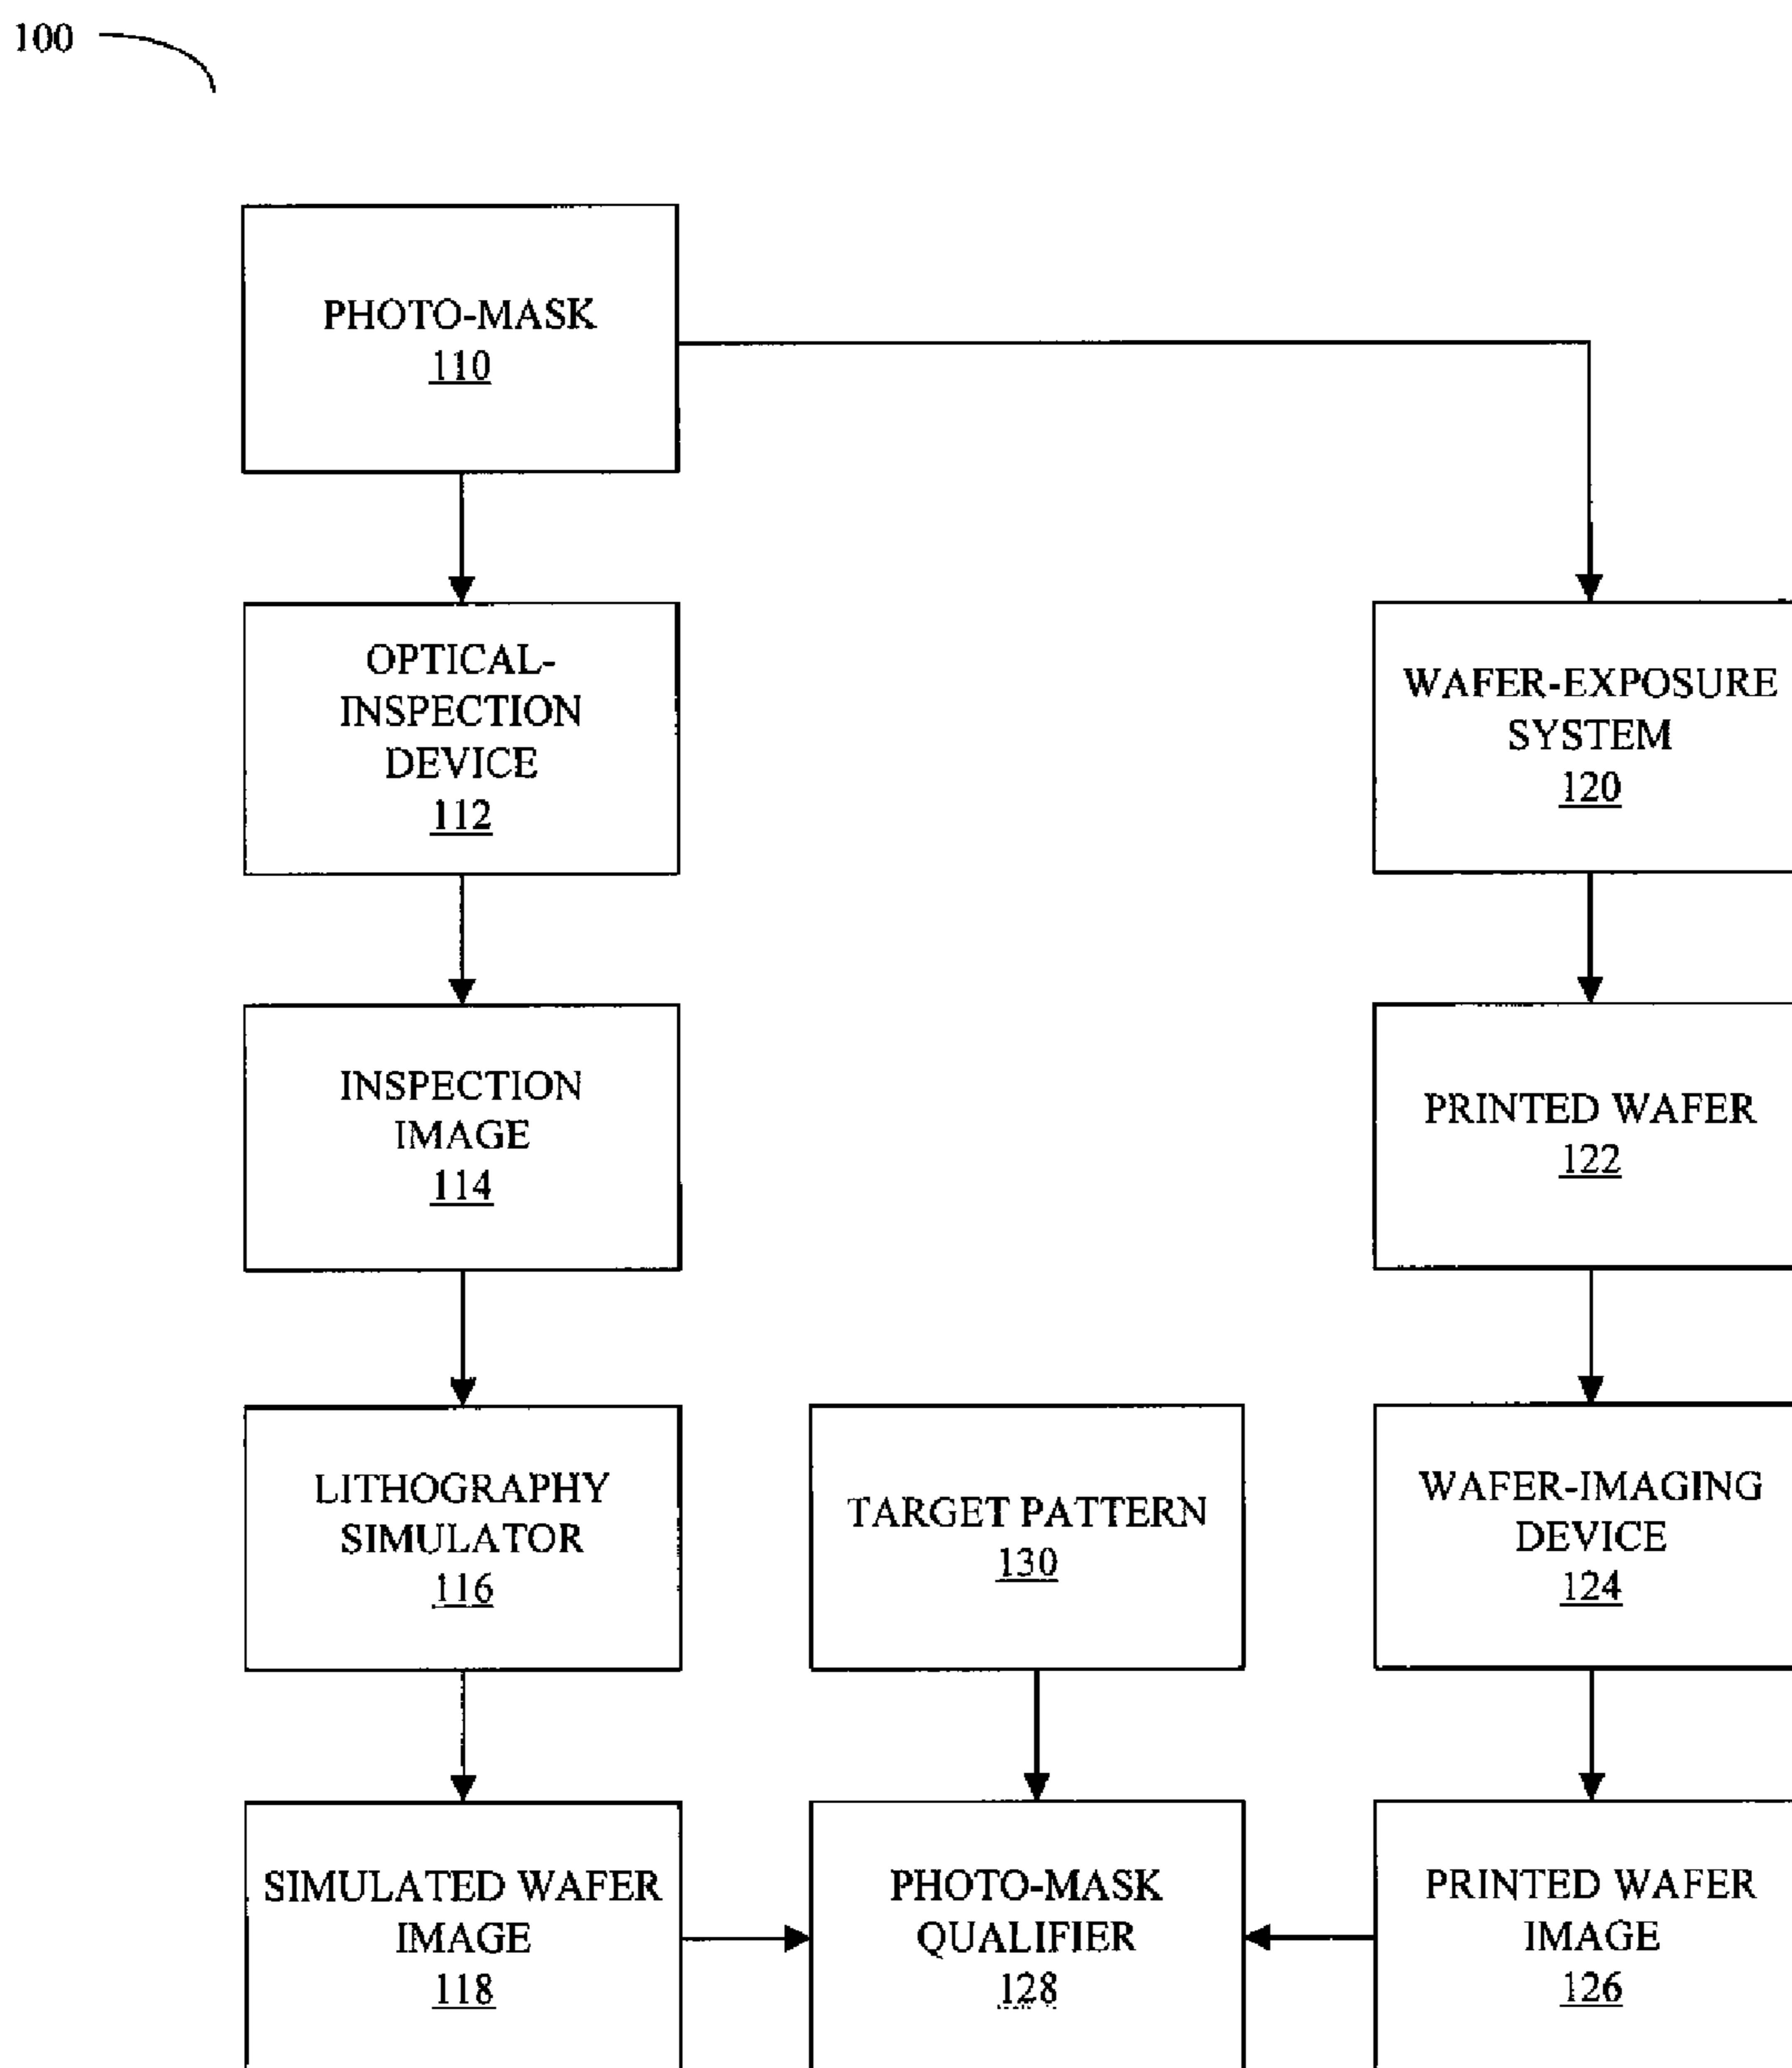 100
PHOTO-MASK
110
OPTICAL-
INSPECTION
DEVICE
112
WAFER-EXPOSURE
SYSTEM
120
INSPECTION
IMAGE
114
PRINTED WAFER
122
LITHOGRAPHY
SIMULATOR
116
TARGET PATTERN
130
WAFER-IMAGING
DEVICE
124
SIMULATED WAFER
IMAGE
118
PHOTO-MASK
QUALIFIER
128
PRINTED WAFER
IMAGE
126